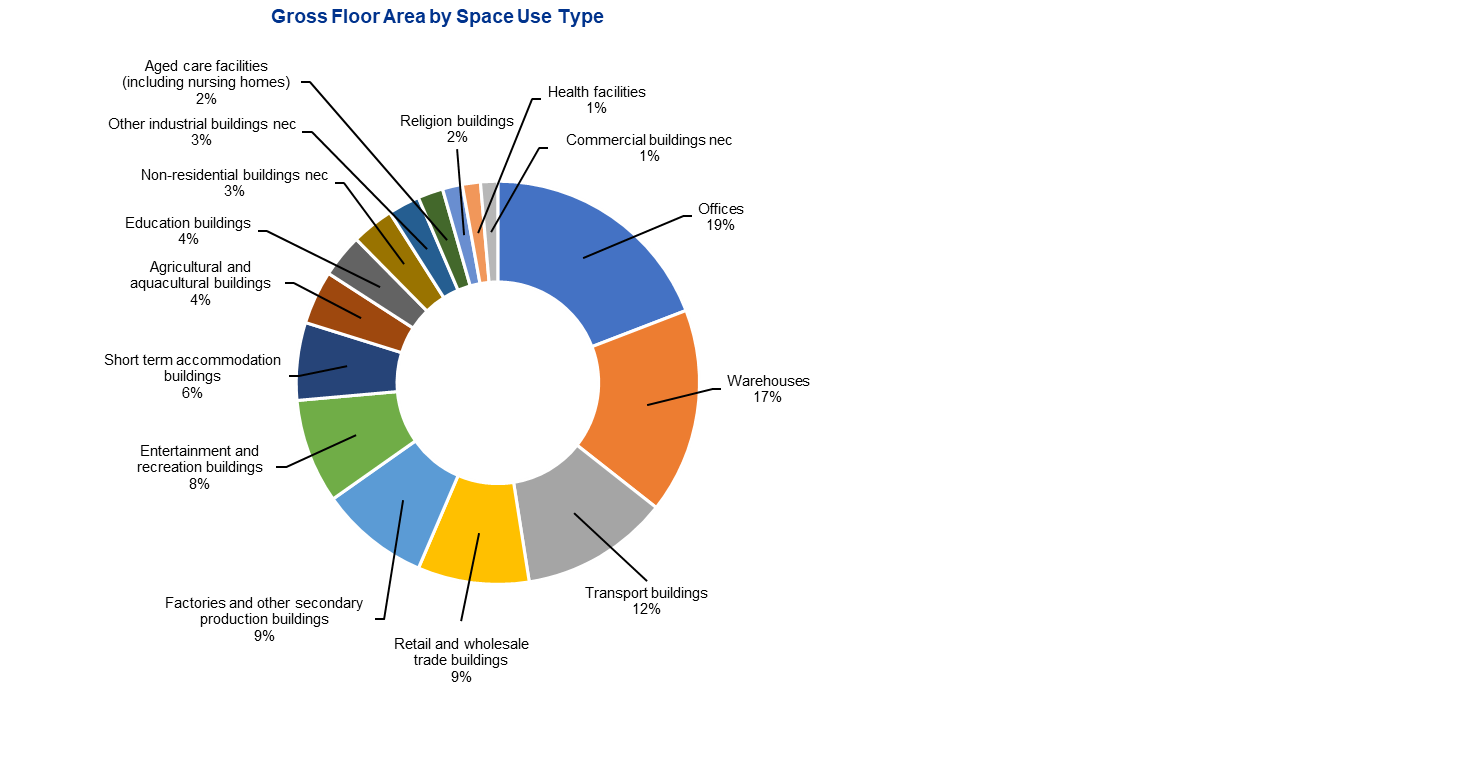 Gross Floor Area by Space Use Type
Aged care facilities
(including nursing homes)
2%
Other industrial buildings nec
3%
Non-residential buildings nec
3%
Education buildings
4%
Agricultural and
aquacultural buildings
4%
Short term accommodation
buildings
6%
Entertainment and
recreation buildings
8%
Factories and other secondary
production buildings
9%
Retail and wholesale
trade buildings
9%
Transport buildings
12%
Warehouses
17%
Offices
19%
Commercial buildings nec
1%
Health facilities
1%
Religion buildings
2%